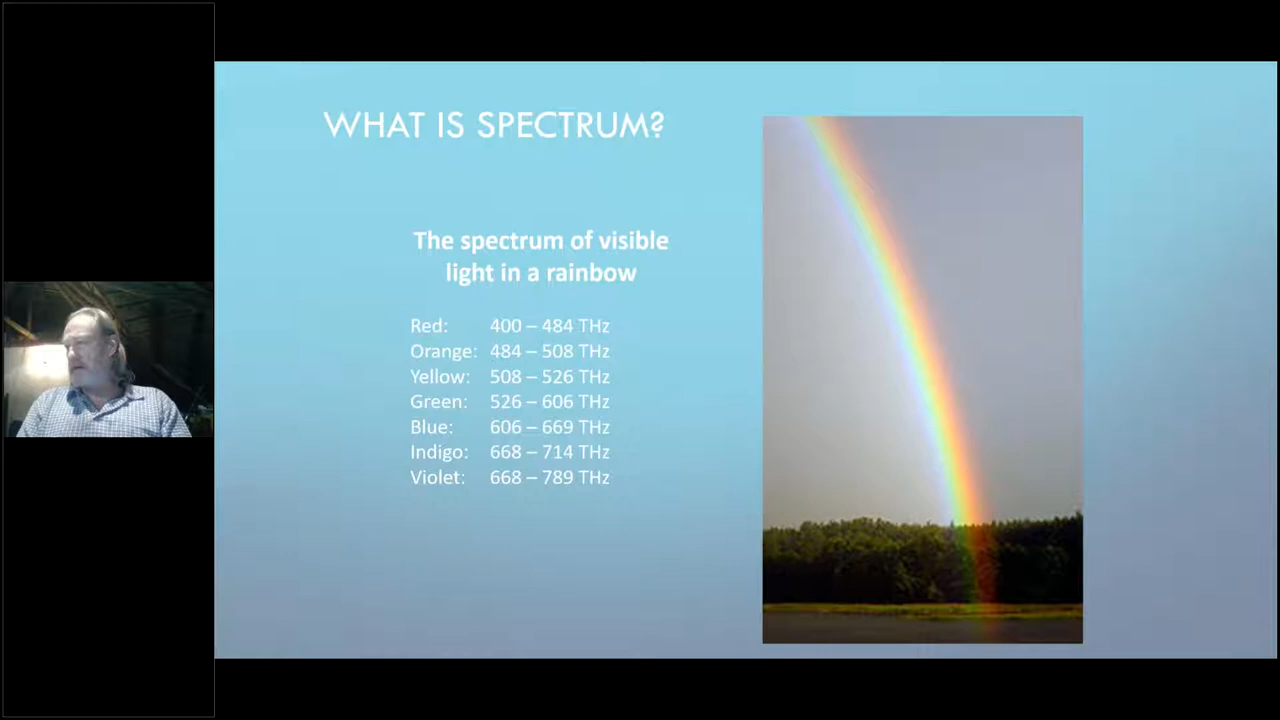 WHAT IS SPECTRUM?
The spectrum of visible
light in a rainbow
Red: 400 – 484 THz
Orange: 484 – 508 THz
Yellow: 508 – 526 THz
Green: 526 – 606 THz
Blue: 606 – 669 THz
Indigo: 668 – 714 THz
Violet: 668 – 789 THz